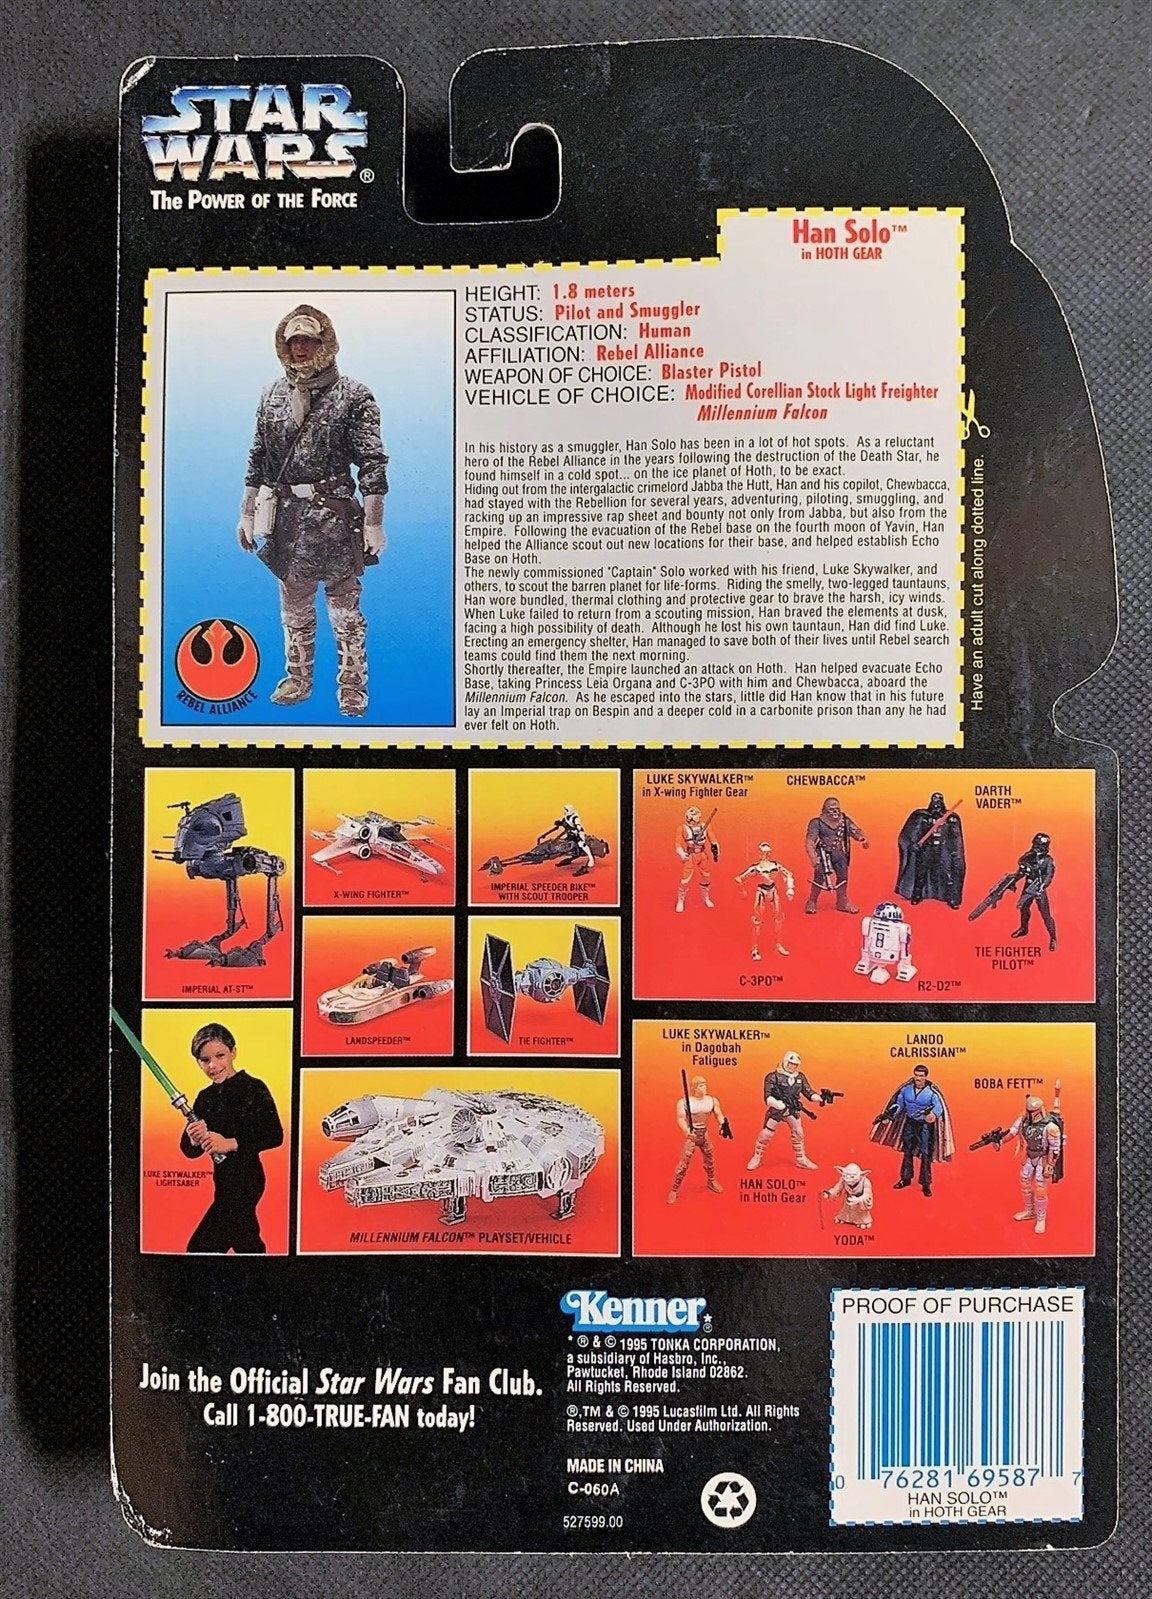 STAR
WARS®
The POWER OF THE FORCE
Han Solo™
in HOTH GEAR
HEIGHT: 1.8 meters
STATUS: Pilot and Smuggler
CLASSIFICATION: Human
AFFILIATION: Rebel Alliance
WEAPON OF CHOICE: Blaster Pistol
VEHICLE OF CHOICE: Modified Corellian Stock Light Freighter
Millennium Falcon
In his history as a smuggler, Han Solo has been in a lot of hot spots. As a reluctant
hero of the Rebel Alliance in the years following the destruction of the Death Star, he
found himself in a cold spot... on the ice planet of Hoth, to be exact.
Hiding out from the intergalactic crimelord Jabba the Hutt, Han and his copilot, Chewbacca,
had stayed with the Rebellion for several years, adventuring, piloting, smuggling, and
racking up an impressive rap sheet and bounty not only from Jabba, but also from the
Empire. Following the evacuation of the Rebel base on the fourth moon of Yavin, Han
helped the Alliance scout out new locations for their base, and helped establish Echo
Base on Hoth.
The newly commissioned "Captain" Solo worked with his friend, Luke Skywalker, and
others, to scout the barren planet for life-forms. Riding the smelly, two-legged tauntauns,
Han wore bundled, thermal clothing and protective gear to brave the harsh, icy winds.
When Luke failed to return from a scouting mission, Han braved the elements at dusk,
facing a high possibility of death. Although he lost his own tauntaun, Han did find Luke.
Erecting an emergency shelter, Han managed to save both of their lives until Rebel search
teams could find them the next morning.
Shortly thereafter, the Empire launched an attack on Hoth. Han helped evacuate Echo
Base, taking Princess Leia Organa and C-3PO with him and Chewbacca, aboard the
Millennium Falcon. As he escaped into the stars, little did Han know that in his future
lay an Imperial trap on Bespin and a deeper cold in a carbonite prison than any he had
ever felt on Hoth.
REBEL ALLIANCE
Have an adult cut along dotted line.
IMPERIAL AT-ST™
X-WING FIGHTER™
IMPERIAL SPEEDER BIKE™
WITH SCOUT TROOPER
LANDSPEEDER™
TIE FIGHTER™
LUKE SKYWALKER™
LIGHTSABER
MILLENNIUM FALCON™ PLAYSET/VEHICLE
LUKE SKYWALKER™
in X-wing Fighter Gear
CHEWBACCA™
DARTH
VADER™
C-3PO™
R2-D2™
TIE FIGHTER
PILOT™
LUKE SKYWALKER™
in Dagobah
Fatigues
LANDO
CALRISSIAN™
BOBA FETT™
HAN SOLO™
in Hoth Gear
YODA™
Join the Official Star Wars Fan Club.
Call 1-800-TRUE-FAN today!
Kenner®*
* ® & © 1995 TONKA CORPORATION,
a subsidiary of Hasbro, Inc.,
Pawtucket, Rhode Island 02862.
All Rights Reserved.
®,TM & © 1995 Lucasfilm Ltd. All Rights
Reserved. Used Under Authorization.
MADE IN CHINA
C-060A
527599.00
PROOF OF PURCHASE
0 76281 69587 7
HAN SOLO™
in HOTH GEAR